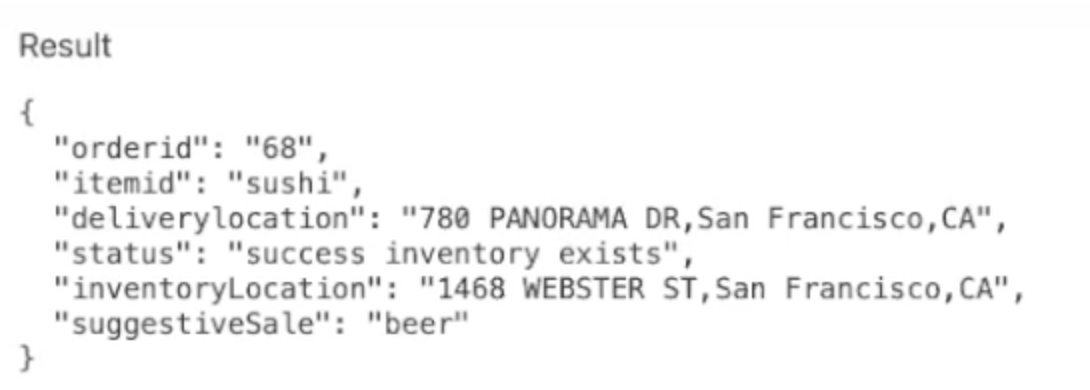 Result
{
"orderid": "68",
"itemid": "sushi",
"deliverylocation": "780 PANORAMA DR,San Francisco,CA",
"status": "success inventory exists",
"inventoryLocation": "1468 WEBSTER ST,San Francisco,CA",
"suggestiveSale": "beer"
}